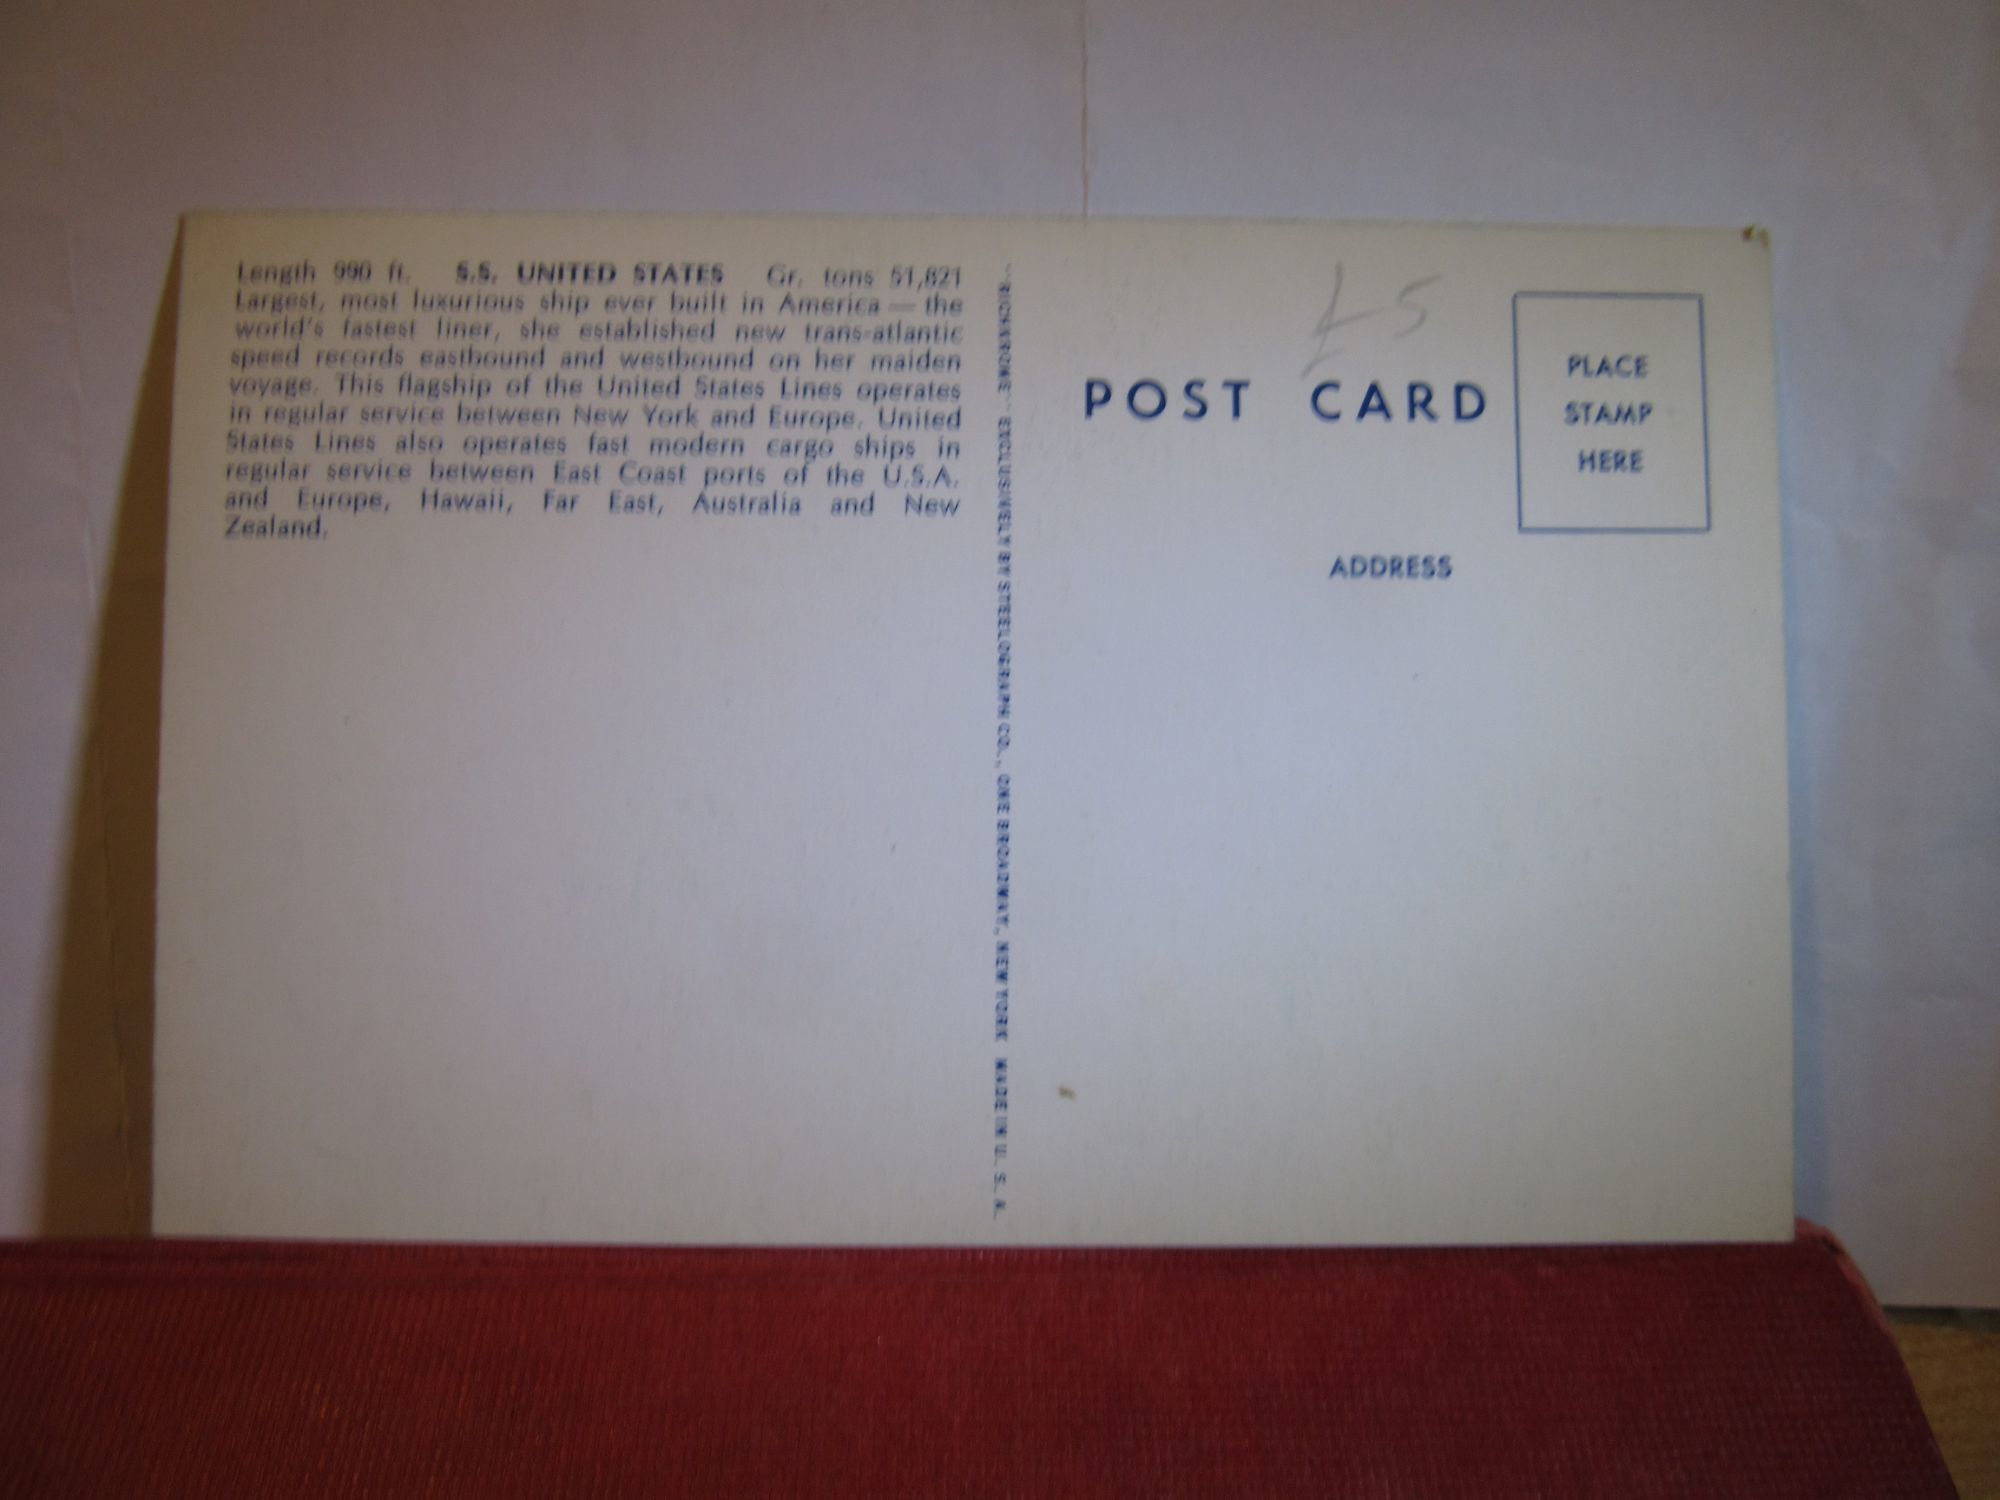 Length 990 ft. S.S. UNITED STATES Gr. tons 51,821
Largest, most luxurious ship ever built in America — the
world's fastest liner, she established new trans-atlantic
speed records eastbound and westbound on her maiden
voyage. This flagship of the United States Lines operates
in regular service between New York and Europe. United
States Lines also operates fast modern cargo ships in
regular service between East Coast ports of the U.S.A.
and Europe, Hawaii, Far East, Australia and New
Zealand.
"RICHKROME" EXCLUSIVELY BY STEELOGRAPH CO., ONE BROADWAY, NEW YORK MADE IN U. S. A.
£5
POST CARD
PLACE
STAMP
HERE
ADDRESS